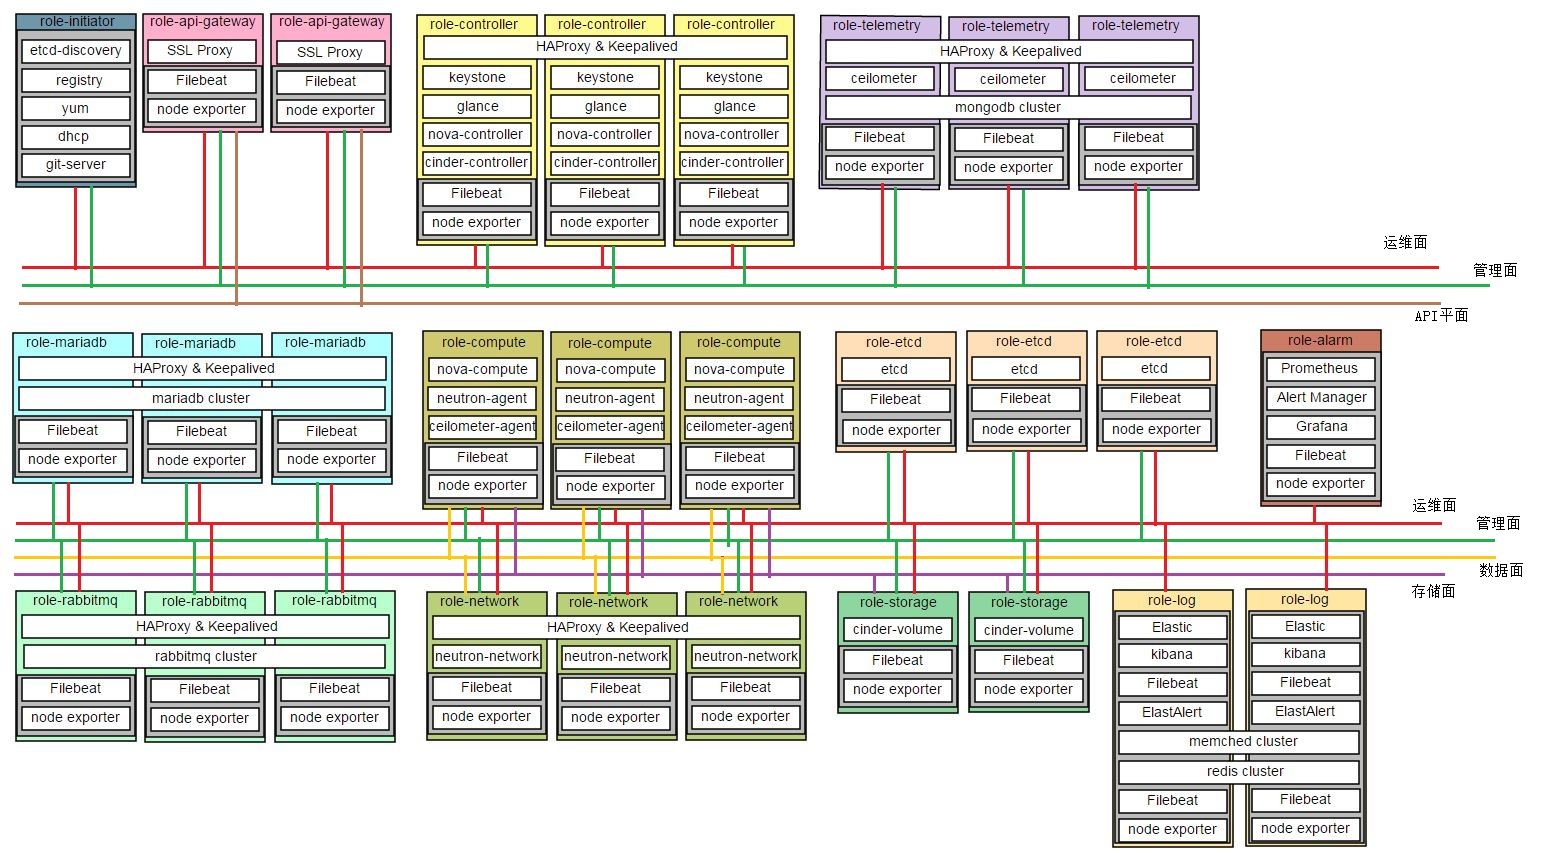 role-initiator
etcd-discovery
registry
yum
dhcp
git-server
role-api-gateway
SSL Proxy
Filebeat
node exporter
role-api-gateway
SSL Proxy
Filebeat
node exporter
role-controller
role-controller
role-controller
HAProxy & Keepalived
keystone
glance
nova-controller
cinder-controller
Filebeat
node exporter
keystone
glance
nova-controller
cinder-controller
Filebeat
node exporter
keystone
glance
nova-controller
cinder-controller
Filebeat
node exporter
role-telemetry
role-telemetry
role-telemetry
HAProxy & Keepalived
ceilometer
ceilometer
ceilometer
mongodb cluster
Filebeat
node exporter
Filebeat
node exporter
Filebeat
node exporter
运维面
管理面
API平面
role-mariadb
role-mariadb
role-mariadb
HAProxy & Keepalived
mariadb cluster
Filebeat
node exporter
Filebeat
node exporter
Filebeat
node exporter
role-compute
nova-compute
neutron-agent
ceilometer-agent
Filebeat
node exporter
role-compute
nova-compute
neutron-agent
ceilometer-agent
Filebeat
node exporter
role-compute
nova-compute
neutron-agent
ceilometer-agent
Filebeat
node exporter
role-etcd
etcd
Filebeat
node exporter
role-etcd
etcd
Filebeat
node exporter
role-etcd
etcd
Filebeat
node exporter
role-alarm
Prometheus
Alert Manager
Grafana
Filebeat
node exporter
运维面
管理面
数据面
存储面
role-rabbitmq
role-rabbitmq
role-rabbitmq
HAProxy & Keepalived
rabbitmq cluster
Filebeat
node exporter
Filebeat
node exporter
Filebeat
node exporter
role-network
role-network
role-network
HAProxy & Keepalived
neutron-network
neutron-network
neutron-network
Filebeat
node exporter
Filebeat
node exporter
Filebeat
node exporter
role-storage
cinder-volume
Filebeat
node exporter
role-storage
cinder-volume
Filebeat
node exporter
role-log
role-log
Elastic
kibana
Filebeat
ElastAlert
Elastic
kibana
Filebeat
ElastAlert
memched cluster
redis cluster
Filebeat
node exporter
Filebeat
node exporter